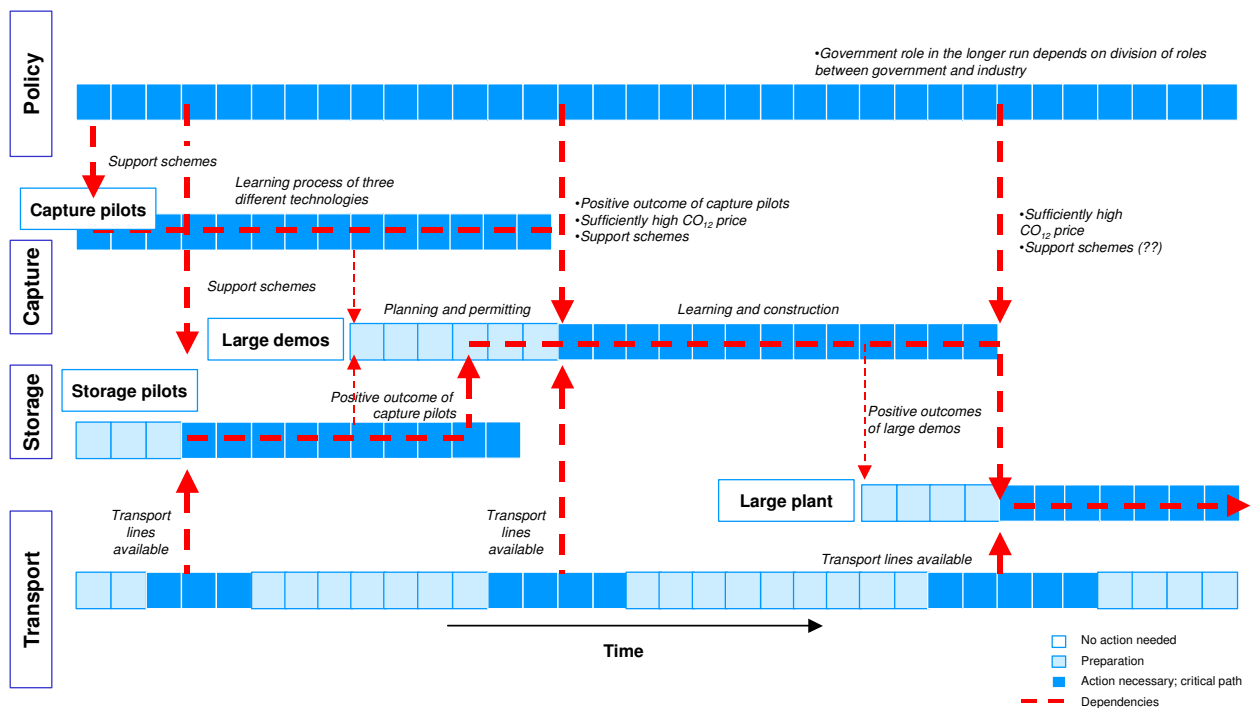 Policy
•Government role in the longer run depends on division of roles
between government and industry
Support schemes
Capture pilots
Learning process of three
different technologies
•Positive outcome of capture pilots
•Sufficiently high CO12 price
•Support schemes
•Sufficiently high
CO12 price
•Support schemes (??)
Capture
Support schemes
Large demos
Planning and permitting
Learning and construction
Storage
Storage pilots
Positive outcome of
capture pilots
Positive outcomes
of large demos
Large plant
Transport
Transport
lines
available
Transport
lines
available
Transport lines available
Time
No action needed
Preparation
Action necessary; critical path
Dependencies